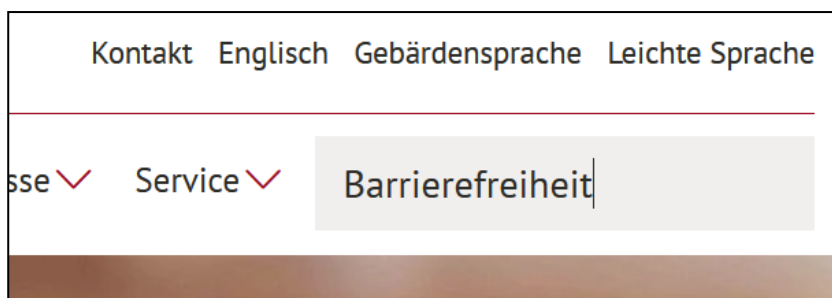 Kontakt Englisch Gebärdensprache Leichte Sprache
sse Service Barrierefreiheit